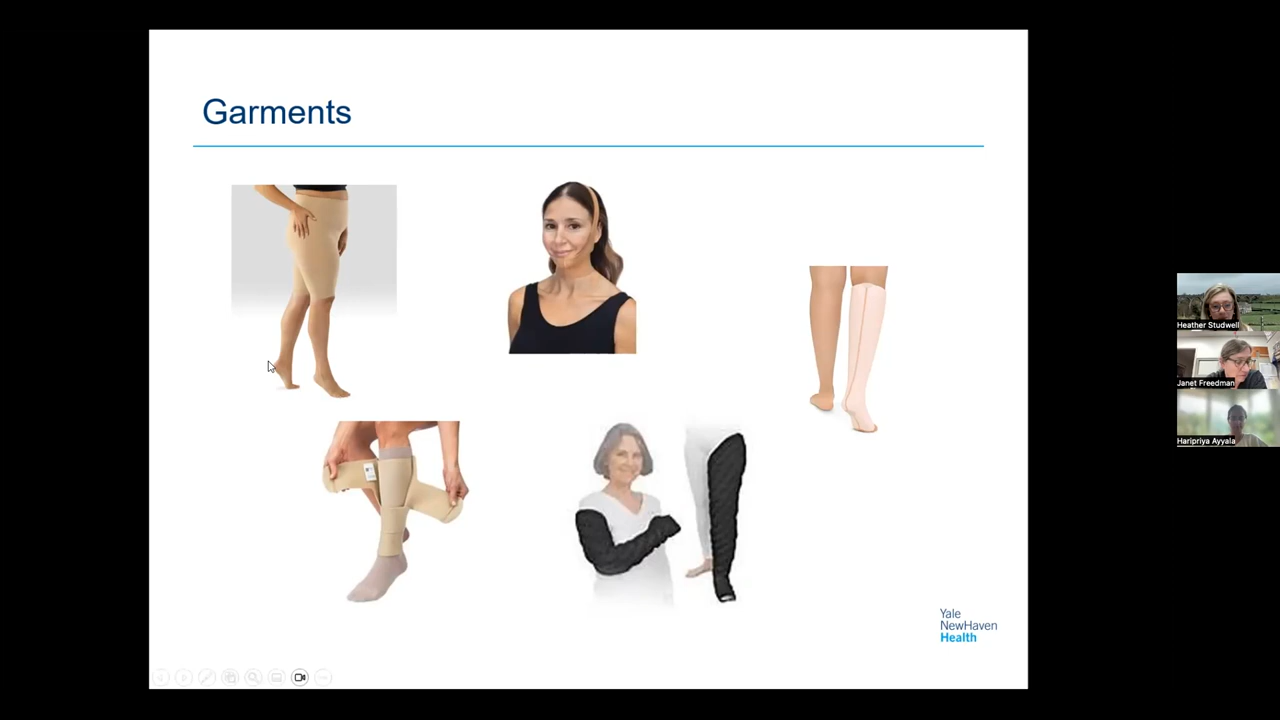 Garments
Heather Studwell
Janet Freedman
Haripriya Ayyala
Yale
NewHaven
Health